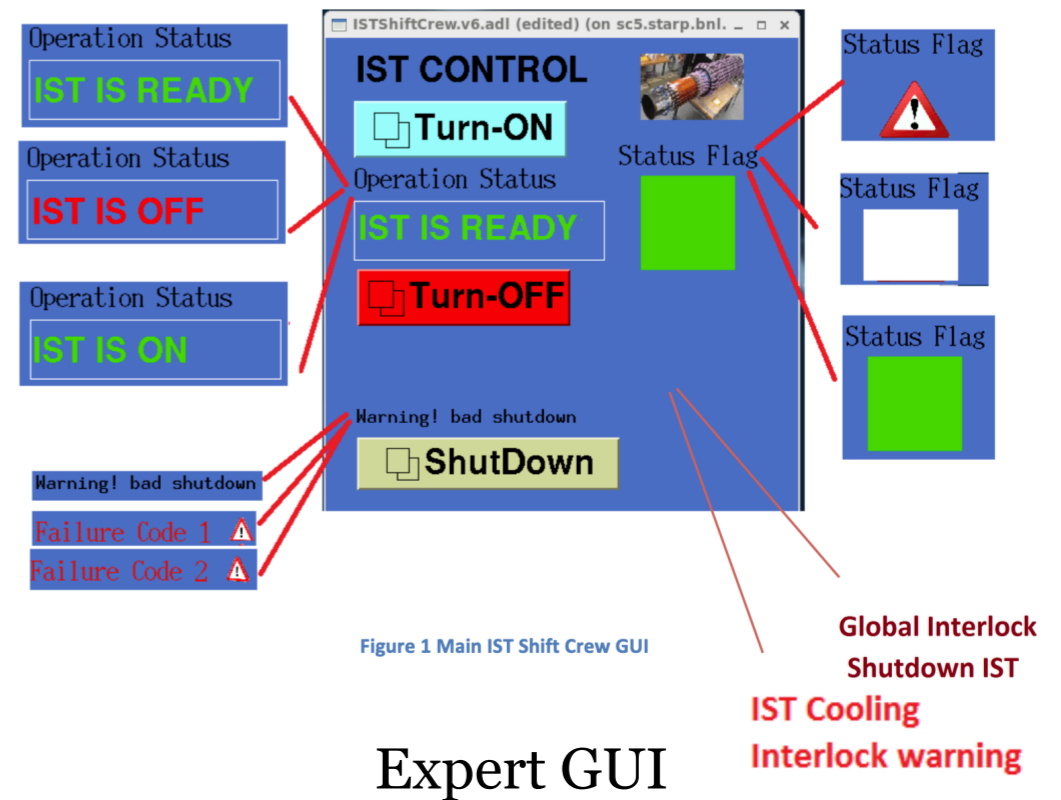 Operation Status
IST IS READY
Operation Status
IST IS OFF
Operation Status
IST IS ON
Warning! bad shutdown
Failure Code 1
Failure Code 2
ISTShiftCrew.v6.adl (edited) (on sc5.starp.bnl.
IST CONTROL
Turn-ON
Operation Status
IST IS READY
Turn-OFF
Status Flag
Warning! bad shutdown
ShutDown
Status Flag
Status Flag
Status Flag
Global Interlock
Shutdown IST
IST Cooling
Interlock warning
Figure 1 Main IST Shift Crew GUI
Expert GUI